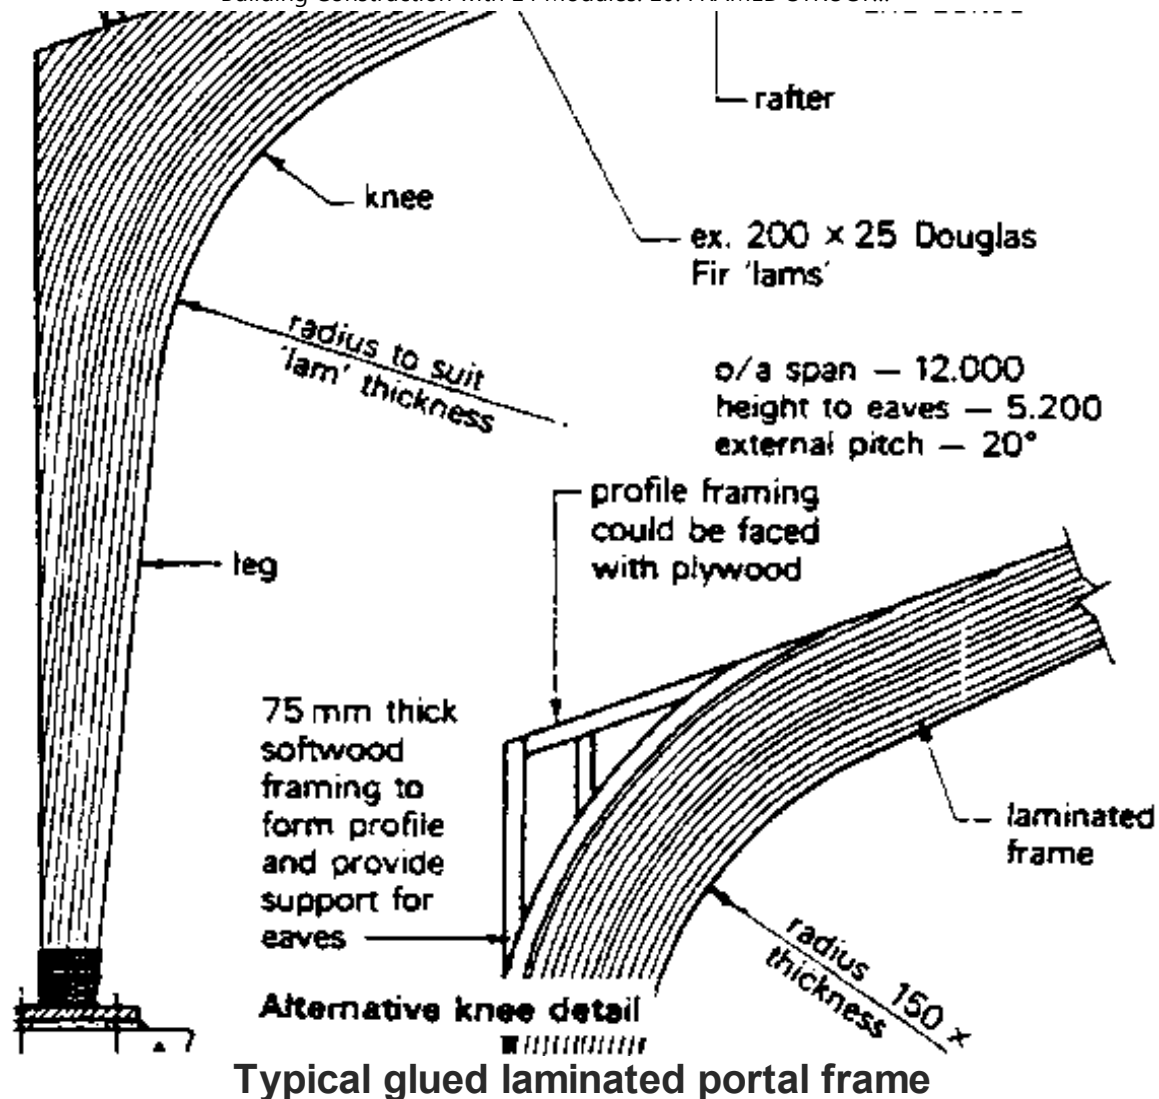 rafter
knee
ex. 200 × 25 Douglas
Fir 'lams'
radius to suit
'lam' thickness
o/a span — 12.000
height to eaves — 5.200
external pitch — 20°
profile framing
could be faced
with plywood
leg
75 mm thick
softwood
framing to
form profile
and provide
support for
eaves
laminated
frame
radius 150 ×
thickness
Alternative knee detail
Typical glued laminated portal frame